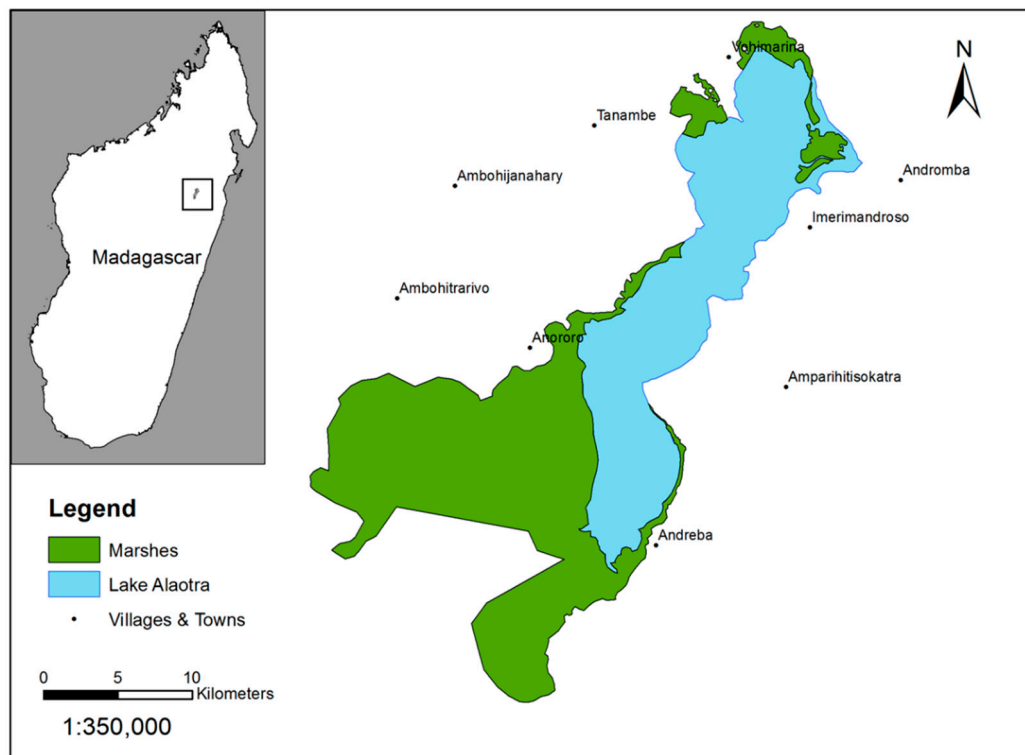 Madagascar
N
Vohimarina
Tanambe
Ambohijanahary
Andromba
Imerimandroso
Ambohitrarivo
Anororo
Amparihitisokatra
Andreba
Legend
Marshes
Lake Alaotra
Villages & Towns
0 5 10
Kilometers
1:350,000